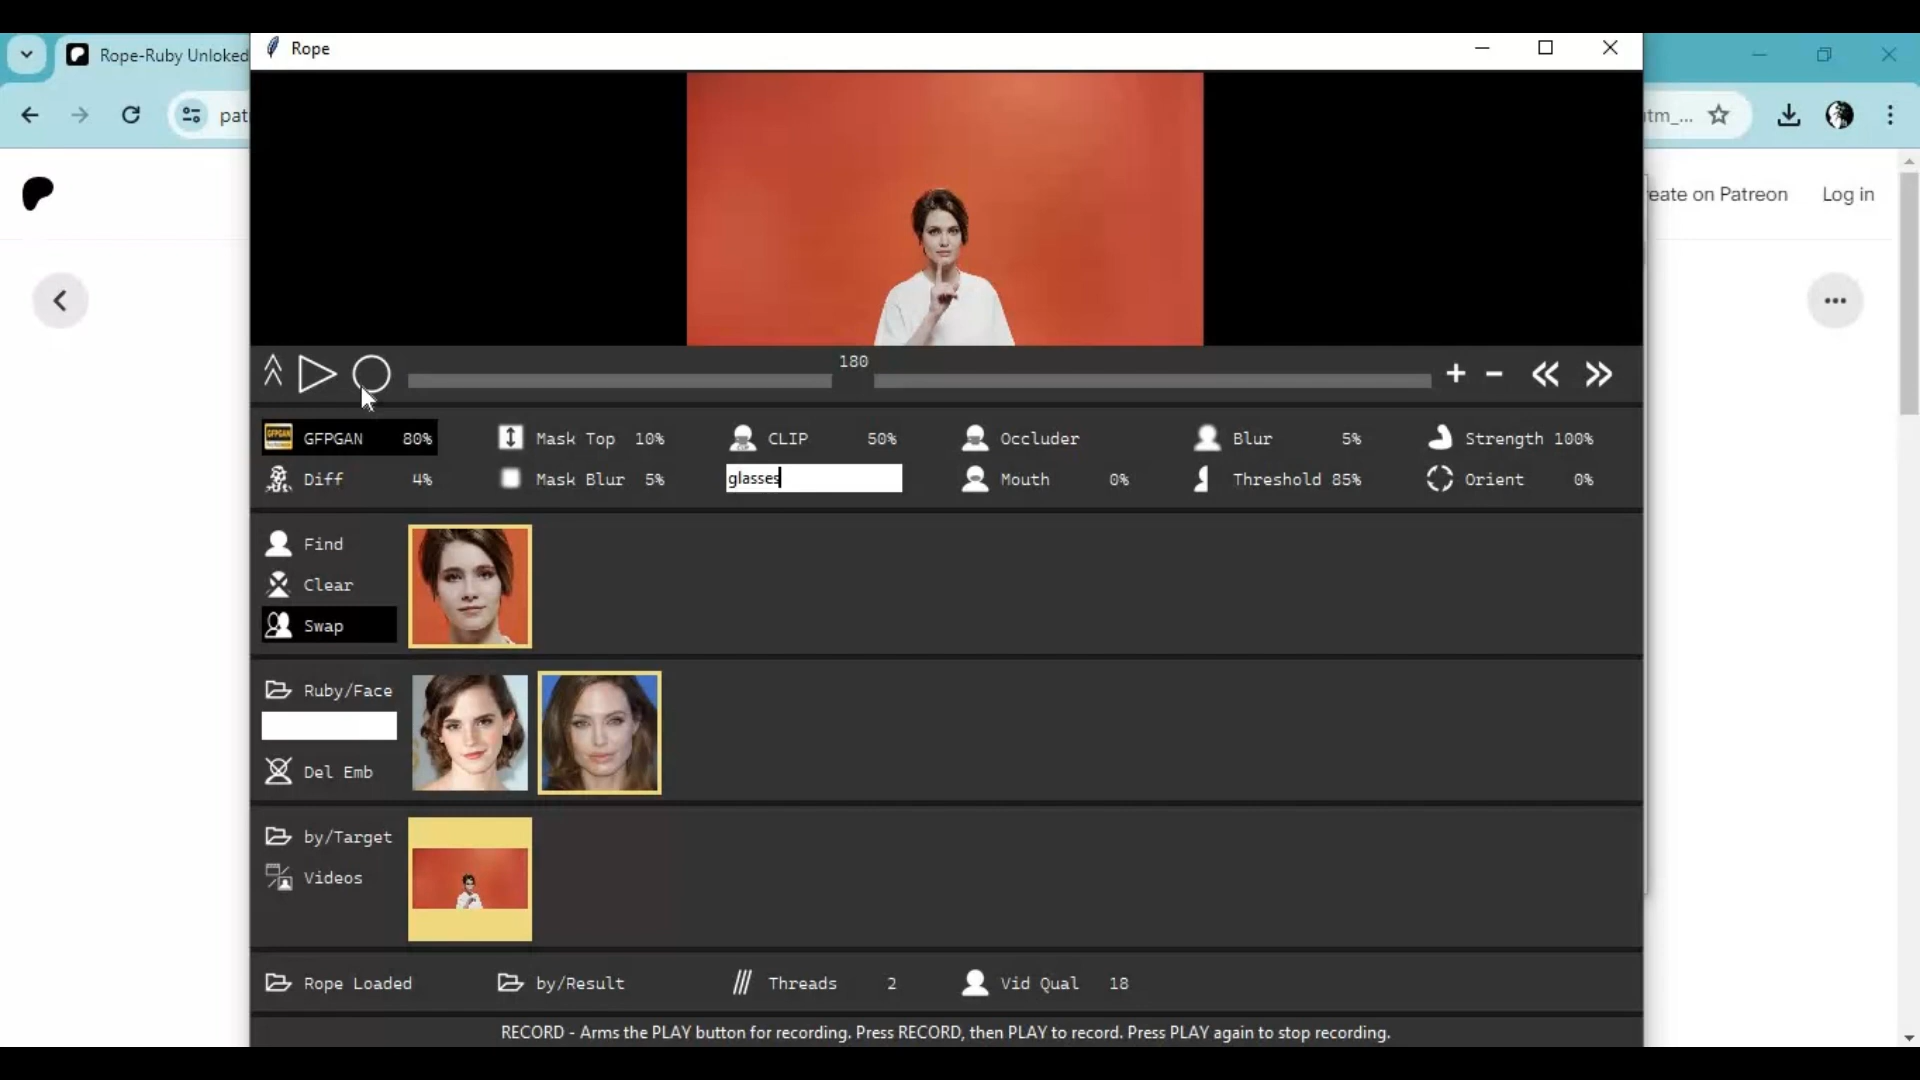 Rope-Ruby Unloked
Rope
pat
tm_...
eate on Patreon
Log in
180
GFPGAN 80%
Mask Top 10%
CLIP 50%
Occluder
Blur 5%
Strength 100%
Diff 4%
Mask Blur 5%
glasses
Mouth 0%
Threshold 85%
Orient 0%
Find
Clear
Swap
Ruby/Face
Del Emb
by/Target
Videos
Rope Loaded
by/Result
Threads 2
Vid Qual 18
RECORD - Arms the PLAY button for recording. Press RECORD, then PLAY to record. Press PLAY again to stop recording.